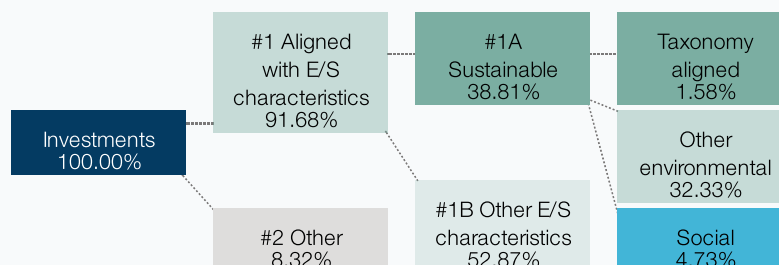 Investments
100.00%
#1 Aligned
with E/S
characteristics
91.68%
#2 Other
8.32%
#1A
Sustainable
38.81%
#1B Other E/S
characteristics
52.87%
Taxonomy
aligned
1.58%
Other
environmental
32.33%
Social
4.73%